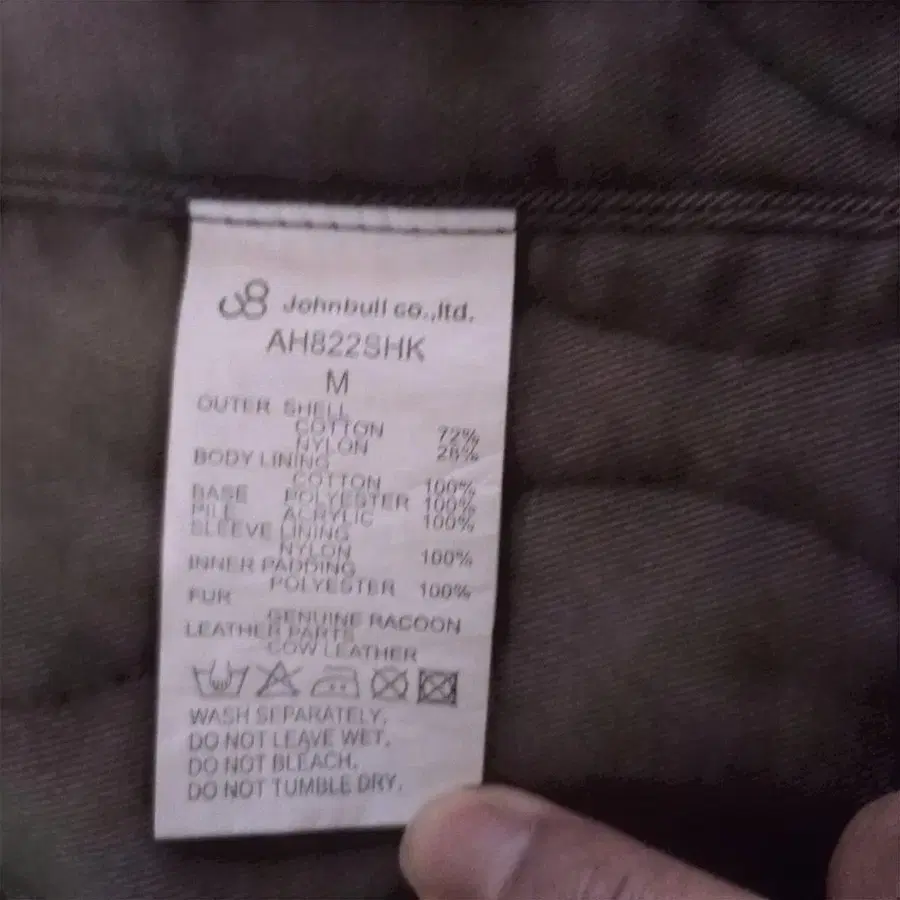 Johnbull co.,ltd.
AH822SHK
M
OUTER SHELL
COTTON 72%
NYLON 28%
BODY LINING
COTTON 100%
BASE POLYESTER 100%
PILE ACRYLIC 100%
SLEEVE LINING
NYLON 100%
INNER PADDING
POLYESTER 100%
FUR
GENUINE RACOON
LEATHER PARTS
COW LEATHER
WASH SEPARATELY.
DO NOT LEAVE WET.
DO NOT BLEACH.
DO NOT TUMBLE DRY.